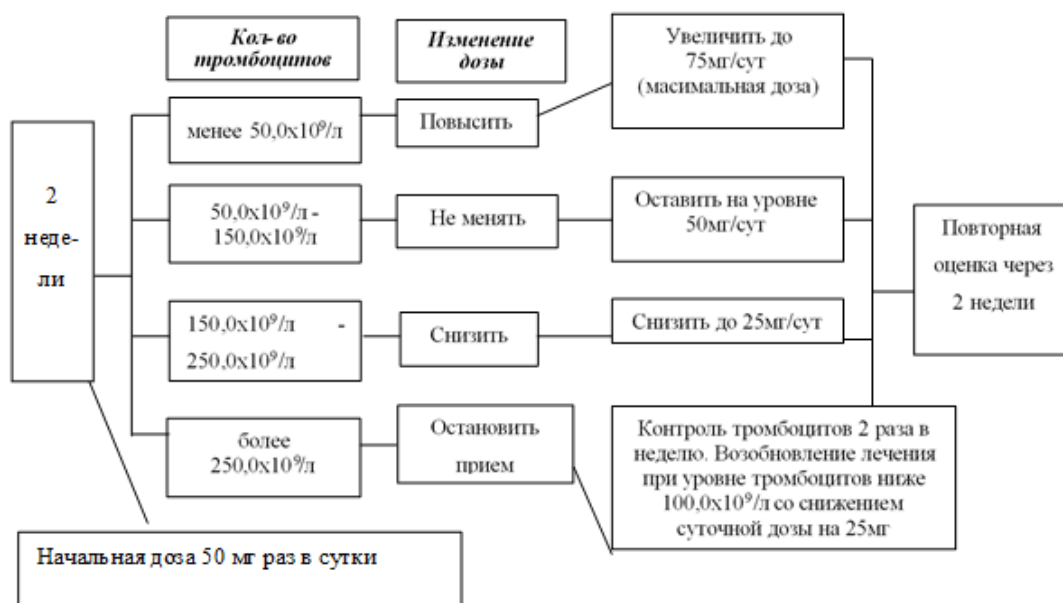 Кол-во
тромбоцитов
Изменение
дозы
Увеличить до
75мг/сут
(масимальная доза)
менее 50,0х10⁹/л
Повысить
2
неде-
ли
50,0х10⁹/л -
150,0х10⁹/л
Не менять
Оставить на уровне
50мг/сут
Повторная
оценка через
2 недели
150,0х10⁹/л -
250,0х10⁹/л
Снизить
Снизить до 25мг/сут
более
250,0х10⁹/л
Остановить
прием
Контроль тромбоцитов 2 раза в
неделю. Возобновление лечения
при уровне тромбоцитов ниже
100,0х10⁹/л со снижением
суточной дозы на 25мг
Начальная доза 50 мг раз в сутки